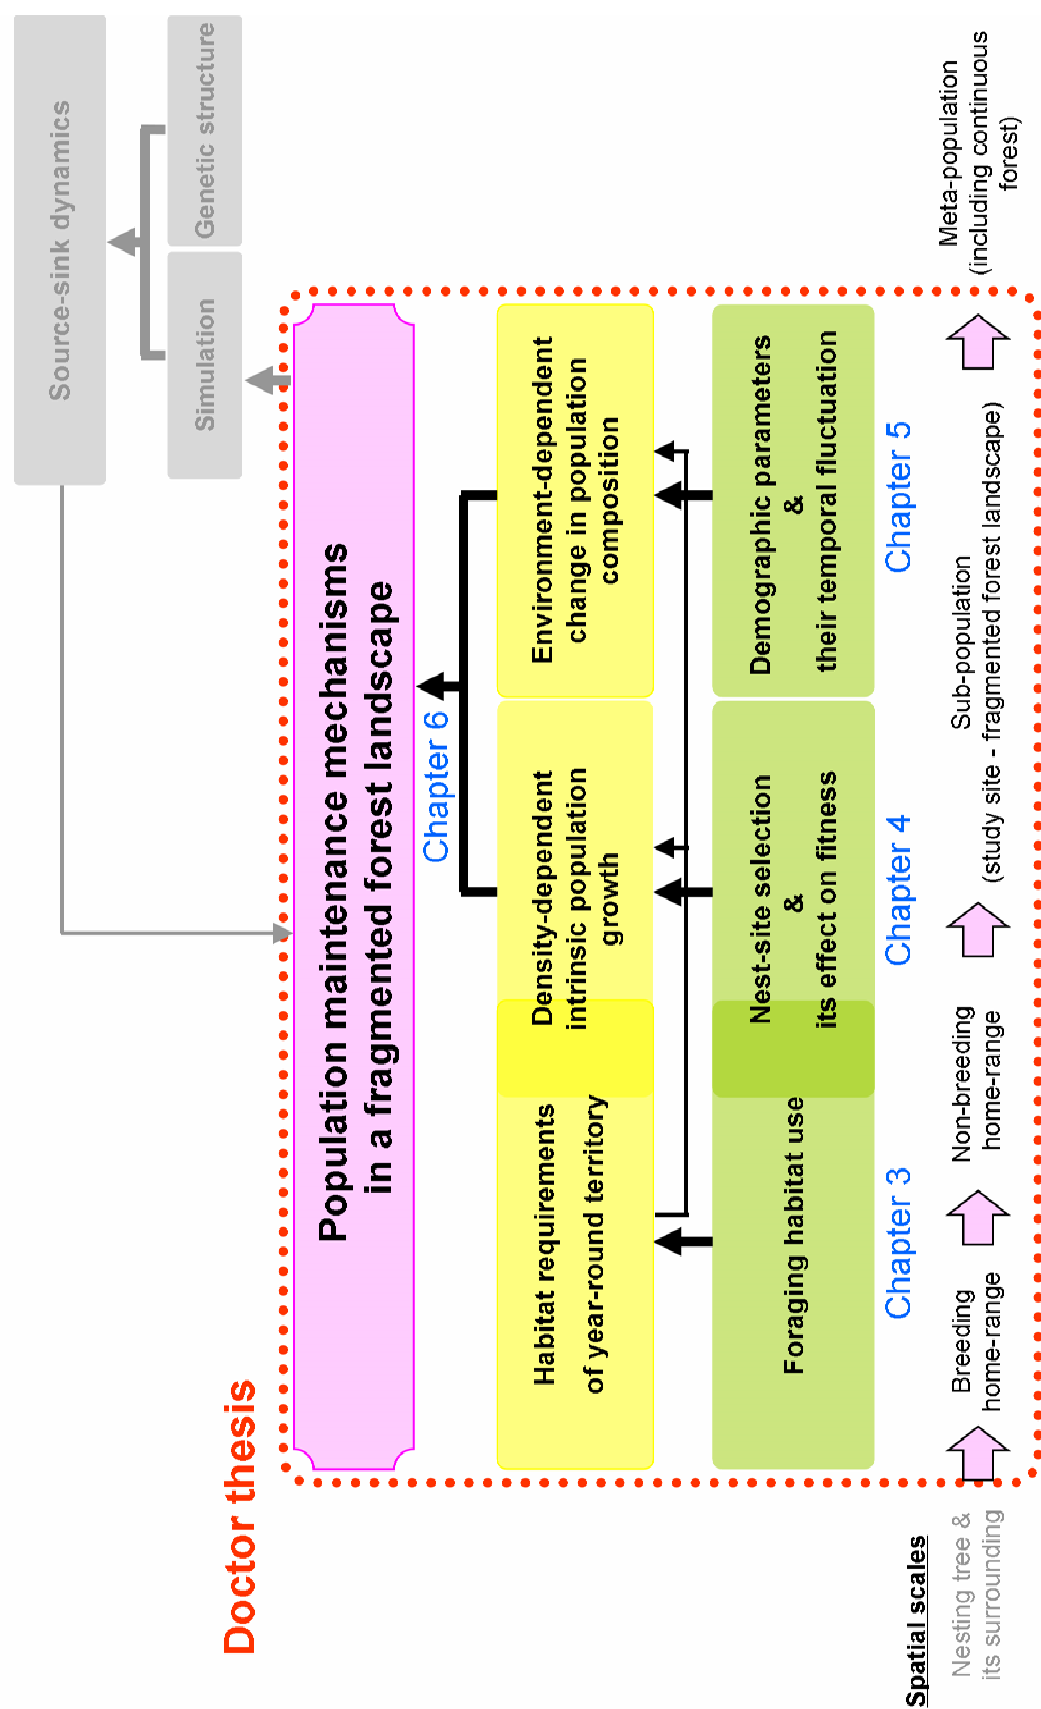 Source-sink dynamics
Simulation
Genetic structure
Doctor thesis
Population maintenance mechanisms
in a fragmented forest landscape
Chapter 6
Habitat requirements
of year-round territory
Density-dependent
intrinsic population
growth
Environment-dependent
change in population
composition
Foraging habitat use
Nest-site selection
&
its effect on fitness
Demographic parameters
&
their temporal fluctuation
Chapter 3
Chapter 4
Chapter 5
Spatial scales
Nesting tree &
its surrounding
Breeding
home-range
Non-breeding
home-range
Sub-population
(study site - fragmented forest landscape)
Meta-population
(including continuous
forest)